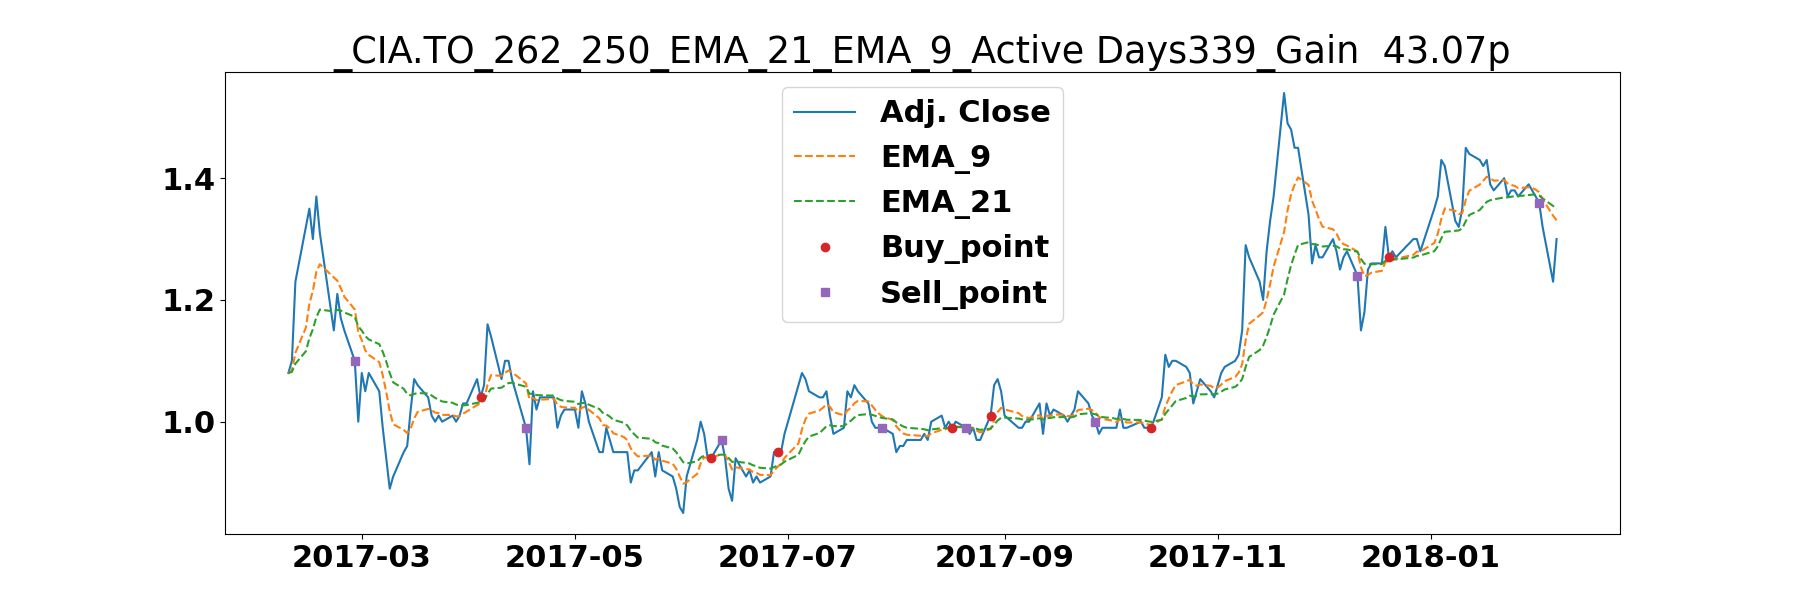 _CIA.TO_262_250_EMA_21_EMA_9_Active Days339_Gain  43.07p
Adj. Close
EMA_9
EMA_21
Buy_point
Sell_point
1.4
1.2
1.0
2017-03 2017-05 2017-07 2017-09 2017-11 2018-01